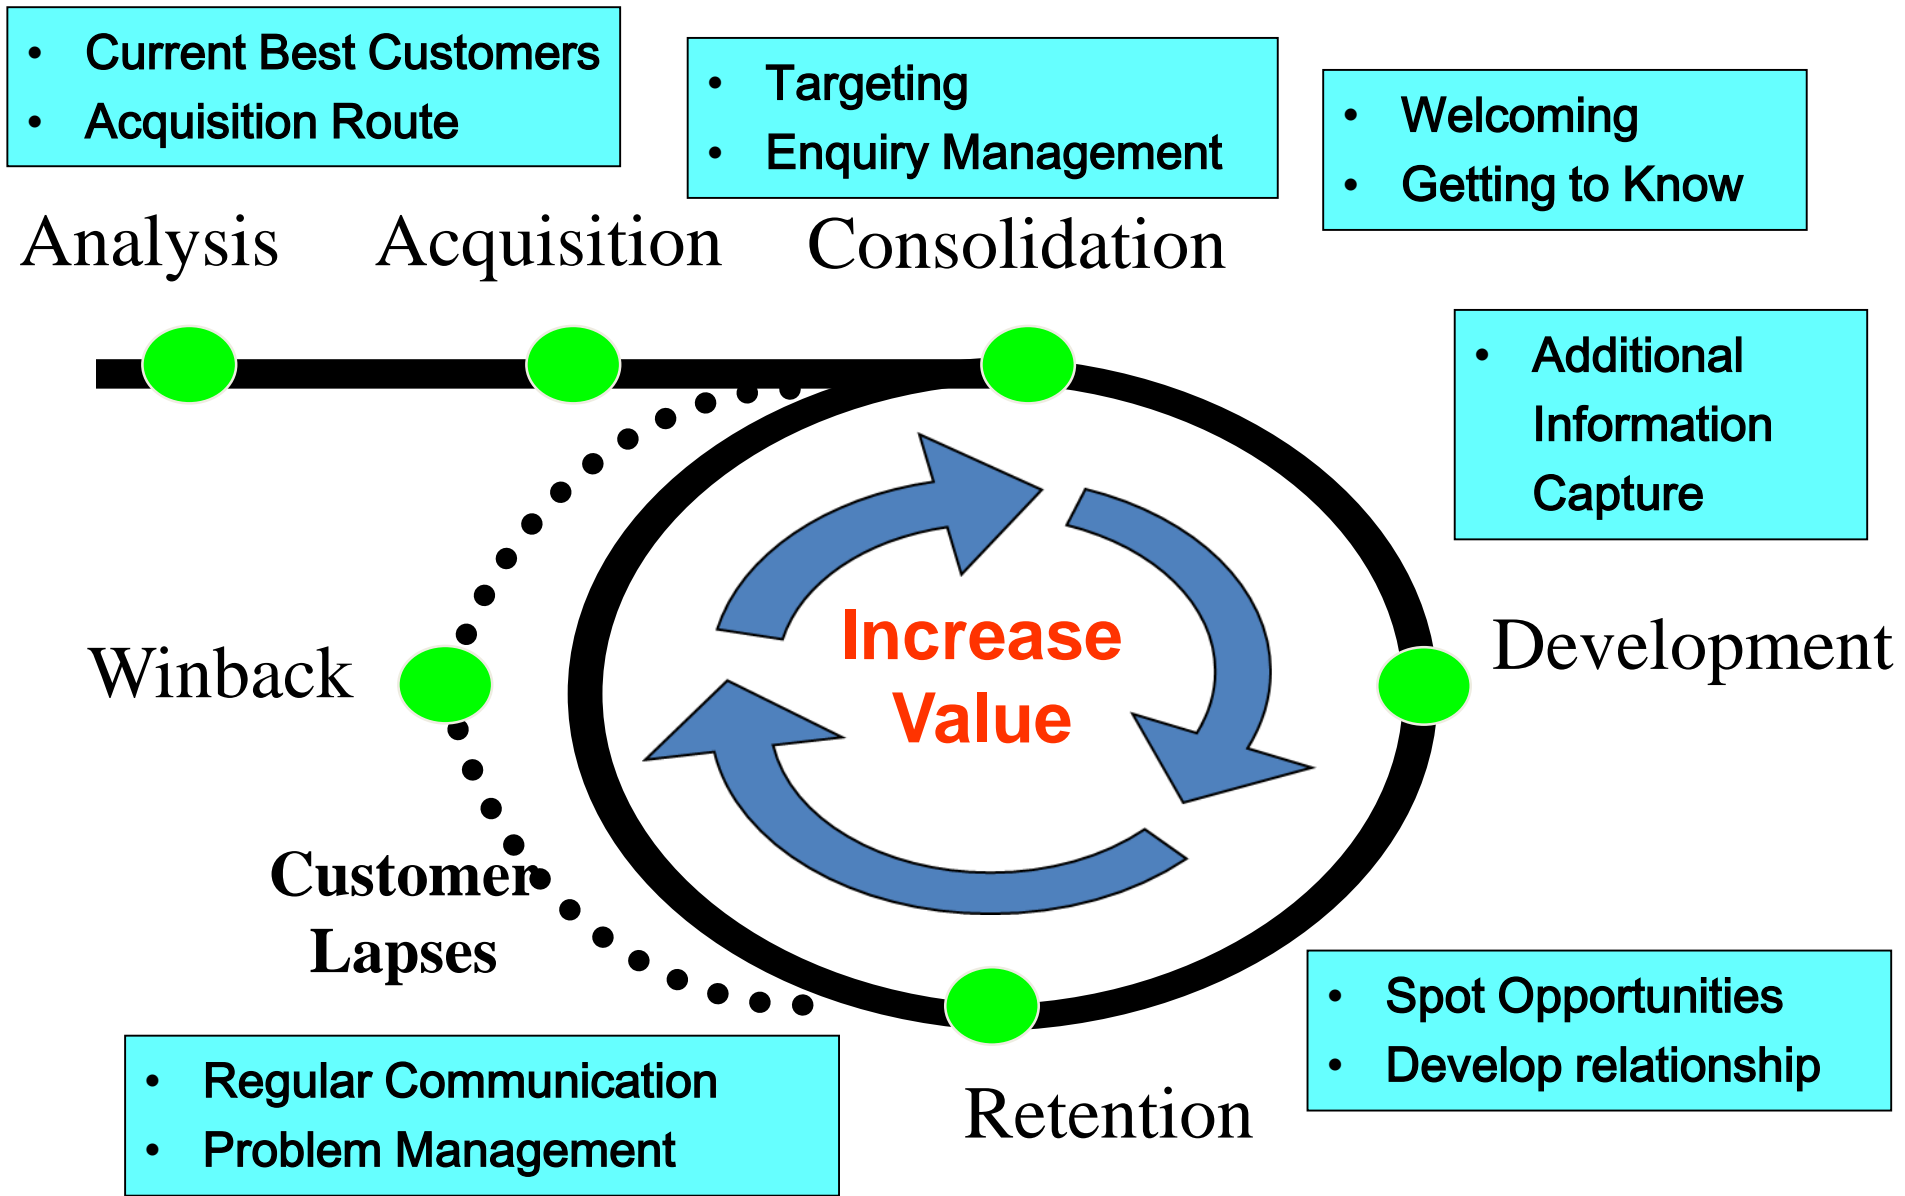 • Current Best Customers
• Acquisition Route
• Targeting
• Enquiry Management
• Welcoming
• Getting to Know
Analysis
Acquisition
Consolidation
• Additional
Information
Capture
Increase
Value
Winback
Development
Customer
Lapses
• Spot Opportunities
• Develop relationship
• Regular Communication
• Problem Management
Retention